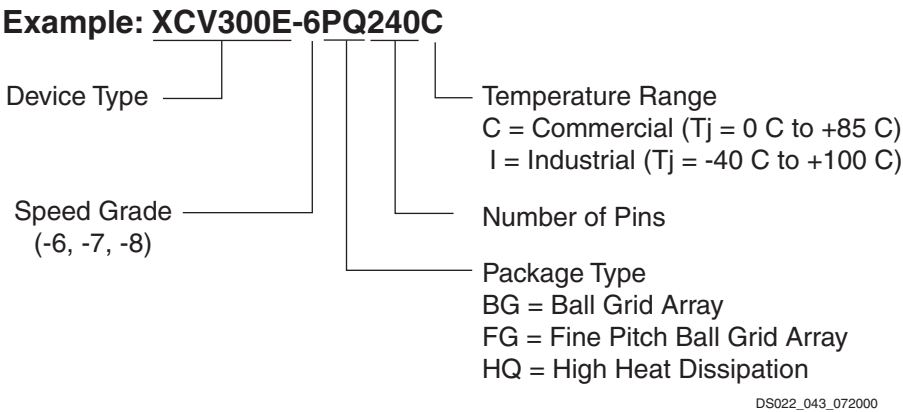 Example: XCV300E-6PQ240C
Device Type
Temperature Range
C = Commercial (Tj = 0 C to +85 C)
I = Industrial (Tj = -40 C to +100 C)
Speed Grade
(-6, -7, -8)
Number of Pins
Package Type
BG = Ball Grid Array
FG = Fine Pitch Ball Grid Array
HQ = High Heat Dissipation
DS022_043_072000